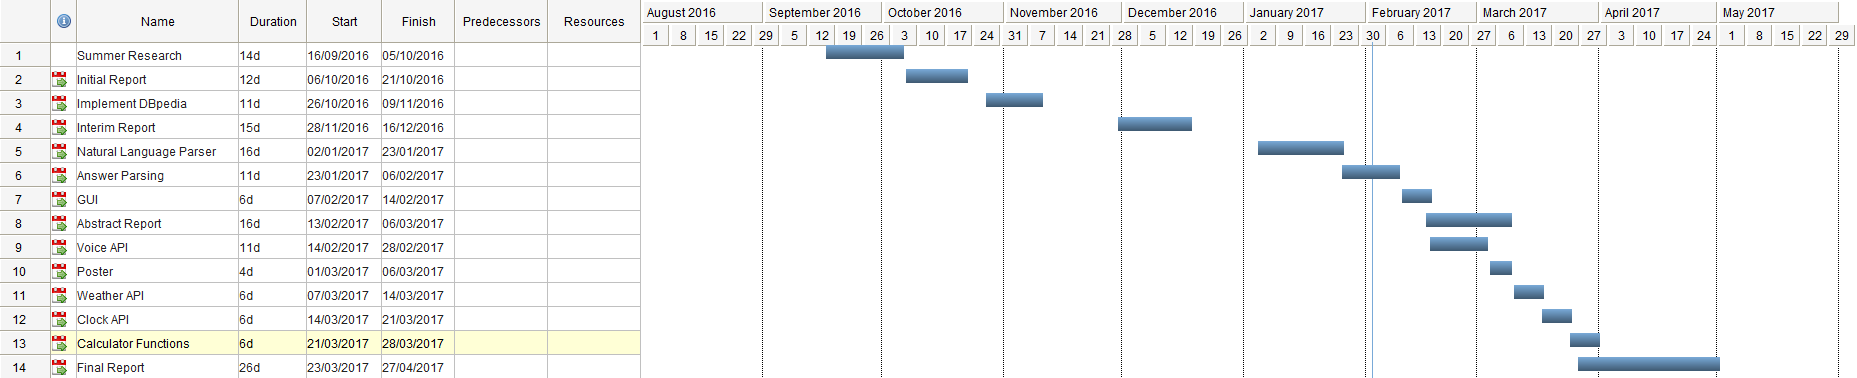 Name Duration Start Finish Predecessors Resources
August 2016 September 2016 October 2016 November 2016 December 2016 January 2017 February 2017 March 2017 April 2017 May 2017
1 8 15 22 29 5 12 19 26 3 10 17 24 31 7 14 21 28 5 12 19 26 2 9 16 23 30 6 13 20 27 6 13 20 27 3 10 17 24 1 8 15 22 29
1 Summer Research 14d 16/09/2016 05/10/2016
2 Initial Report 12d 06/10/2016 21/10/2016
3 Implement DBpedia 11d 26/10/2016 09/11/2016
4 Interim Report 15d 28/11/2016 16/12/2016
5 Natural Language Parser 16d 02/01/2017 23/01/2017
6 Answer Parsing 11d 23/01/2017 06/02/2017
7 GUI 6d 07/02/2017 14/02/2017
8 Abstract Report 16d 13/02/2017 06/03/2017
9 Voice API 11d 14/02/2017 28/02/2017
10 Poster 4d 01/03/2017 06/03/2017
11 Weather API 6d 07/03/2017 14/03/2017
12 Clock API 6d 14/03/2017 21/03/2017
13 Calculator Functions 6d 21/03/2017 28/03/2017
14 Final Report 26d 23/03/2017 27/04/2017